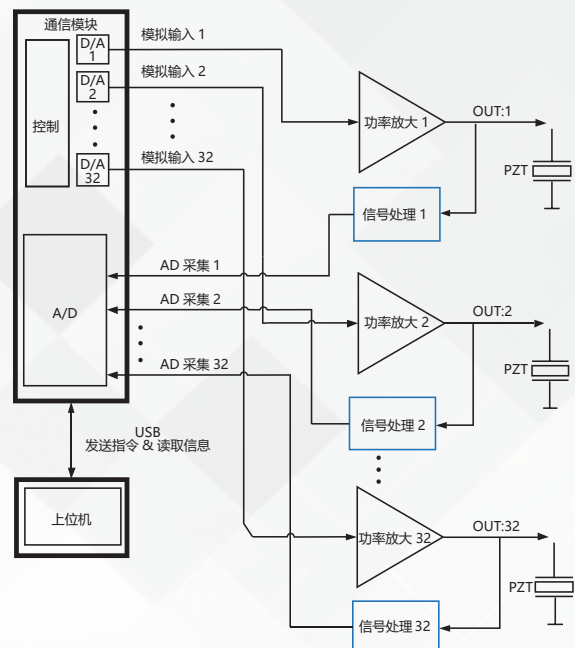 通信模块
D/A
1
模拟输入 1
D/A
2
模拟输入 2
控制
D/A
32
模拟输入 32
功率放大 1
OUT:1
PZT
信号处理 1
AD 采集 1
A/D
AD 采集 2
功率放大 2
OUT:2
PZT
AD 采集 32
信号处理 2
USB
发送指令 & 读取信息
上位机
功率放大 32
OUT:32
PZT
信号处理 32